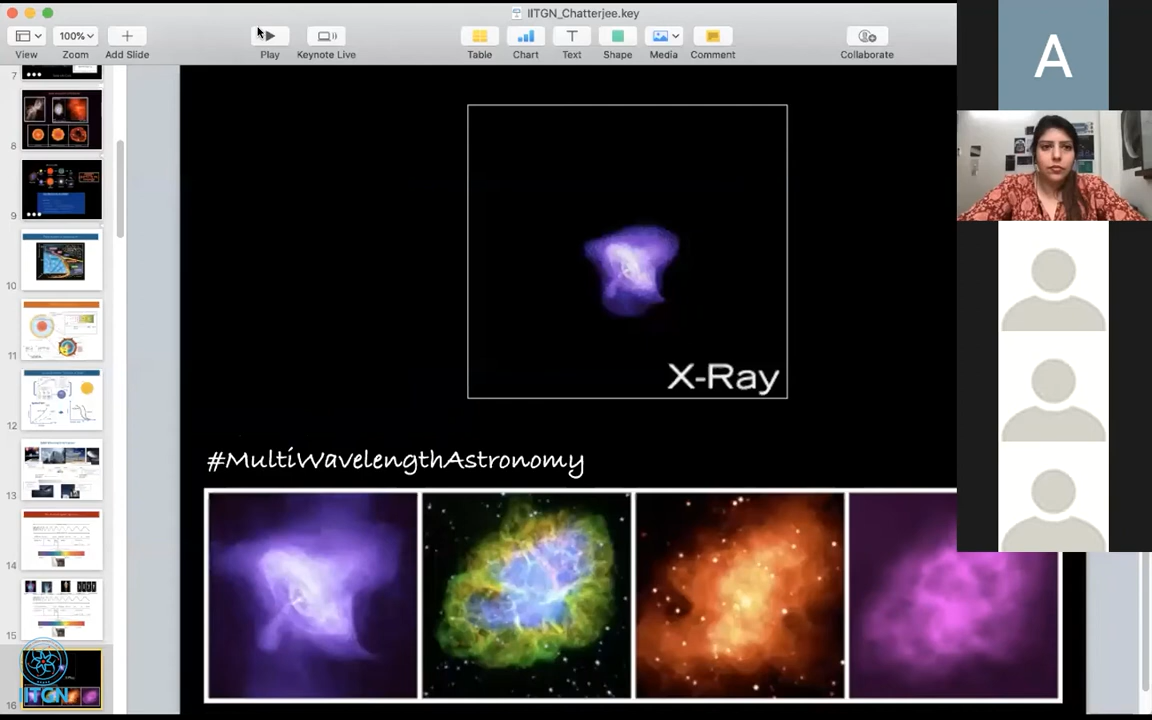 IITGN_Chatterjee.key
100%
View
Zoom
Add Slide
Play
Keynote Live
Table
Chart
Text
Shape
Media
Comment
Collaborate
A
7
8
9
10
11
12
13
14
15
16
X-Ray
#MultiWavelengthAstronomy
IITGN